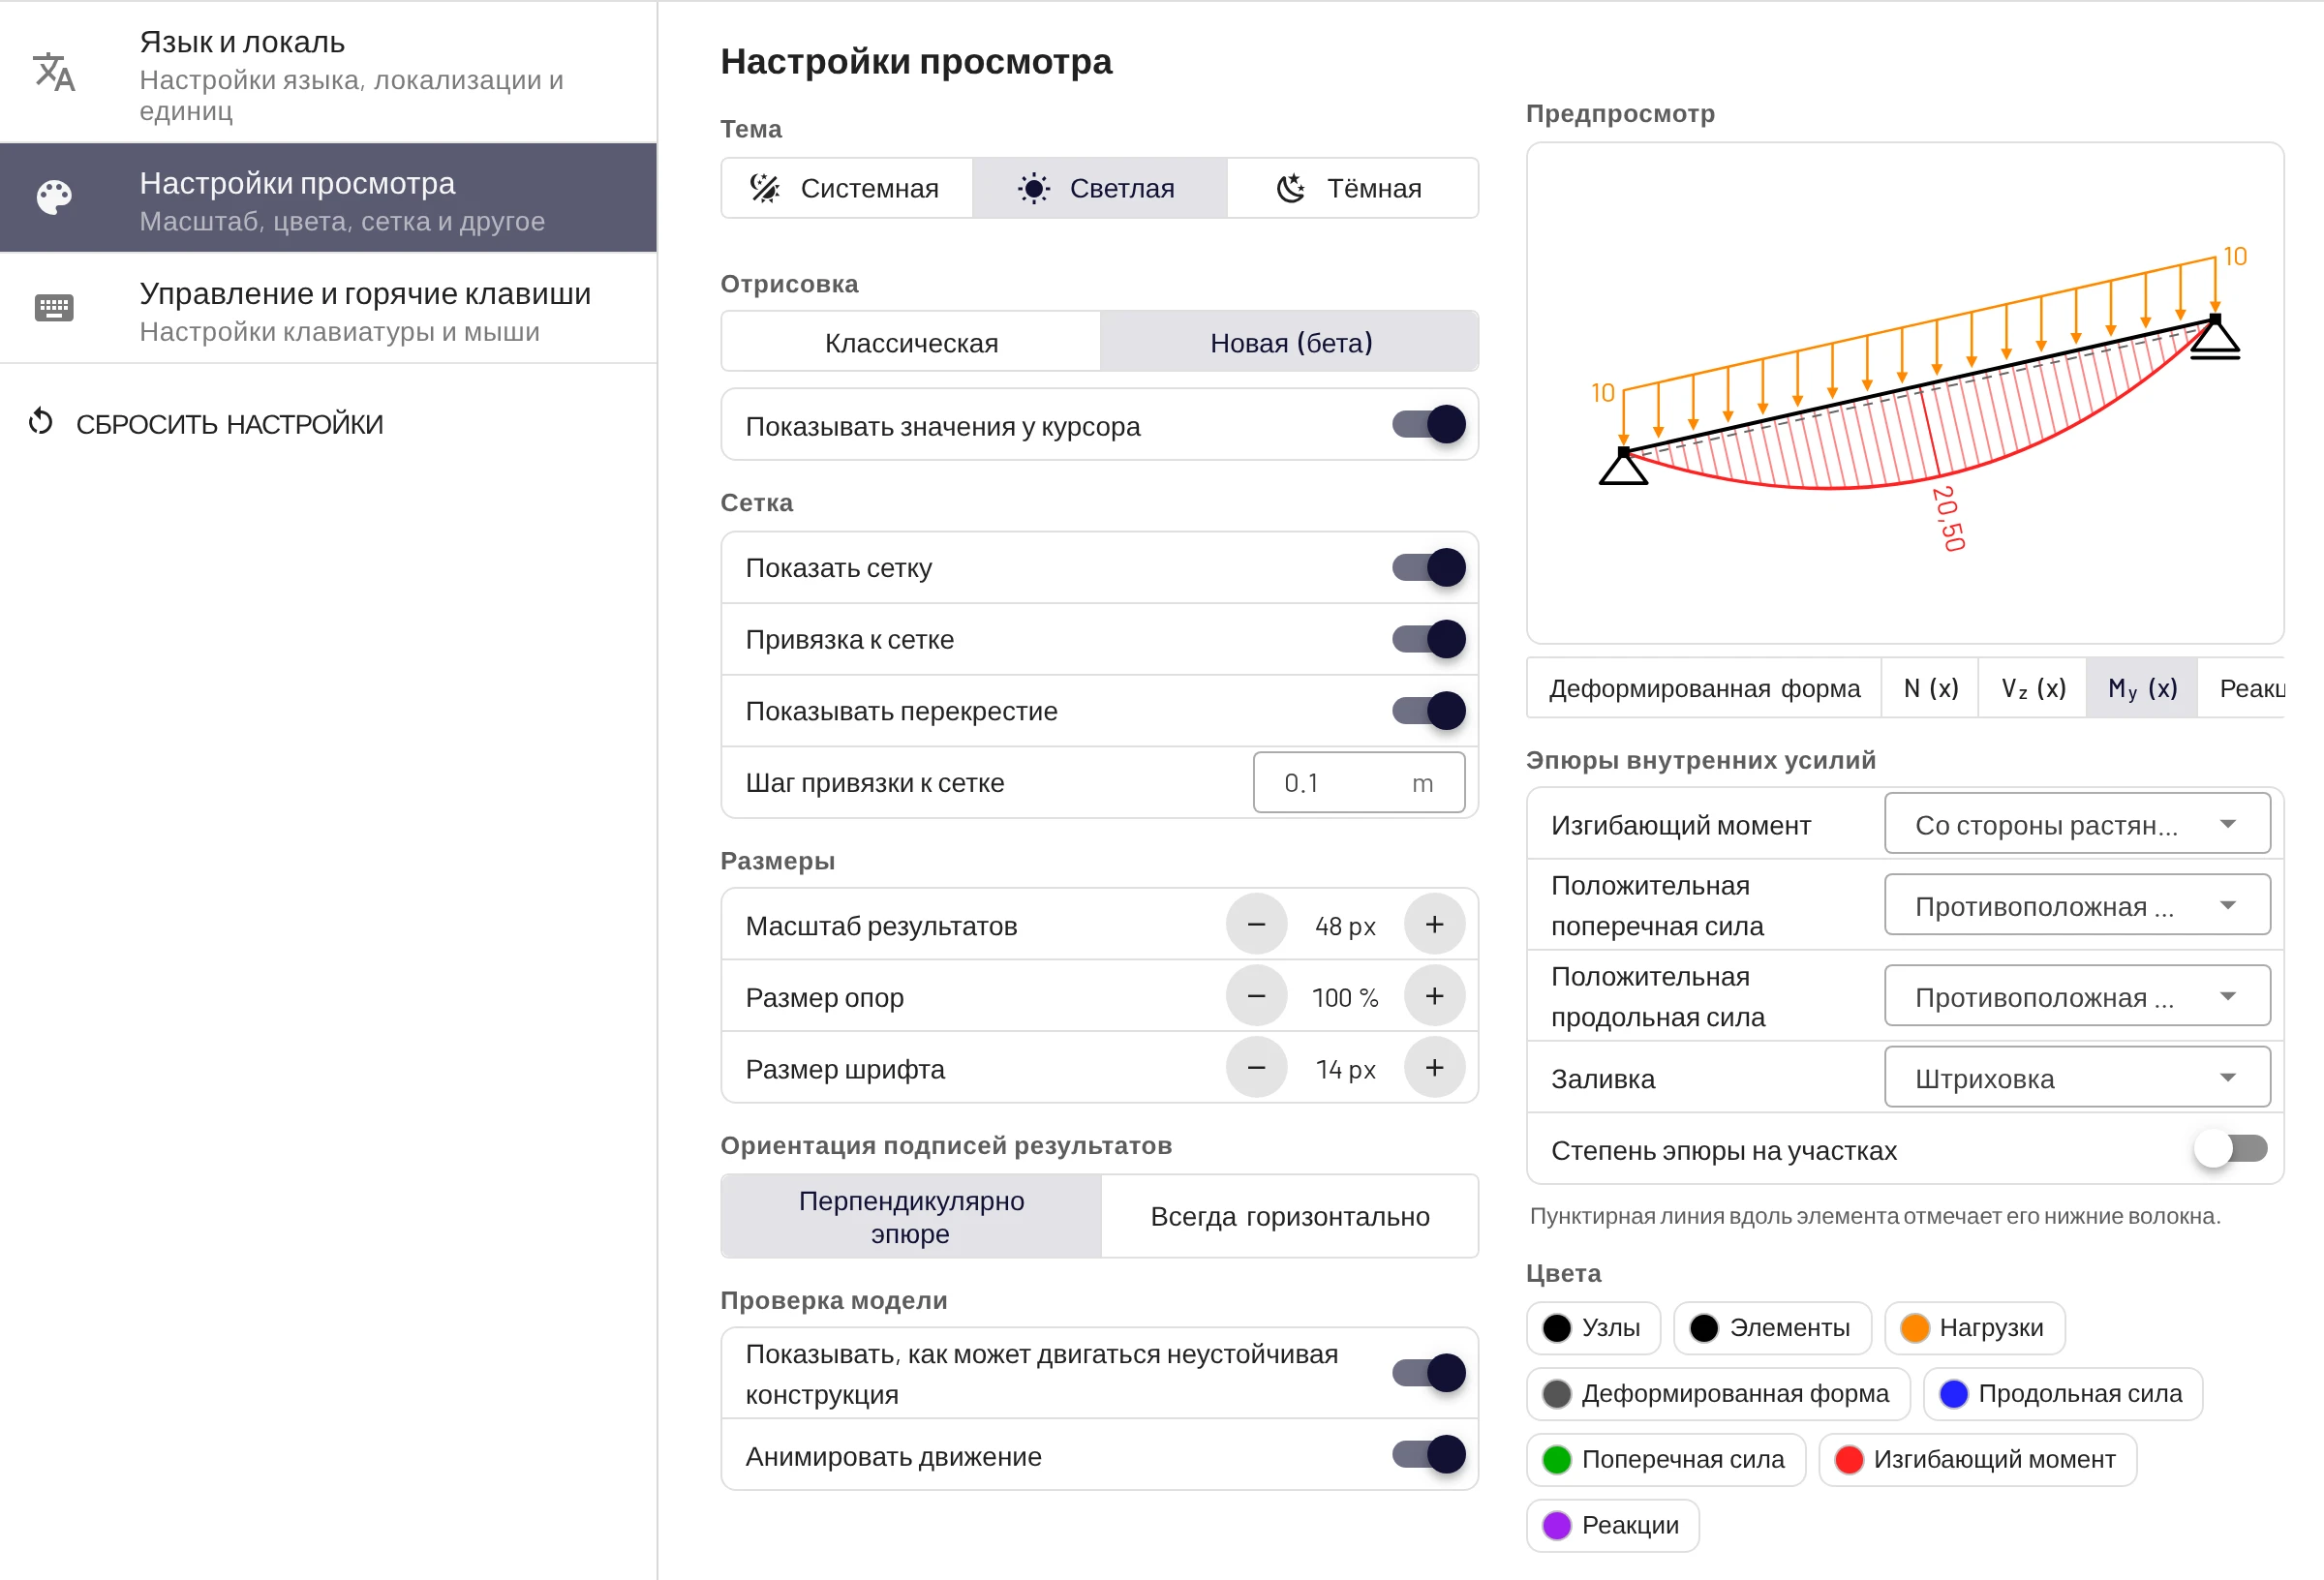 Язык и локаль
Настройки языка, локализации и
единиц
Настройки просмотра
Масштаб, цвета, сетка и другое
Управление и горячие клавиши
Настройки клавиатуры и мыши
СБРОСИТЬ НАСТРОЙКИ
Настройки просмотра
Тема
Системная
Светлая
Тёмная
Отрисовка
Классическая
Новая (бета)
Показывать значения у курсора
Сетка
Показать сетку
Привязка к сетке
Показывать перекрестие
Шаг привязки к сетке
0.1 m
Размеры
Масштаб результатов
− 48 px +
Размер опор
− 100 % +
Размер шрифта
− 14 px +
Ориентация подписей результатов
Перпендикулярно
эпюре
Всегда горизонтально
Проверка модели
Показывать, как может двигаться неустойчивая
конструкция
Анимировать движение
Предпросмотр
10
10
20,50
Деформированная форма
N (x)
Vz (x)
My (x)
Реакц
Эпюры внутренних усилий
Изгибающий момент
Со стороны растян...
Положительная
поперечная сила
Противоположная ...
Положительная
продольная сила
Противоположная ...
Заливка
Штриховка
Степень эпюры на участках
Пунктирная линия вдоль элемента отмечает его нижние волокна.
Цвета
Узлы
Элементы
Нагрузки
Деформированная форма
Продольная сила
Поперечная сила
Изгибающий момент
Реакции